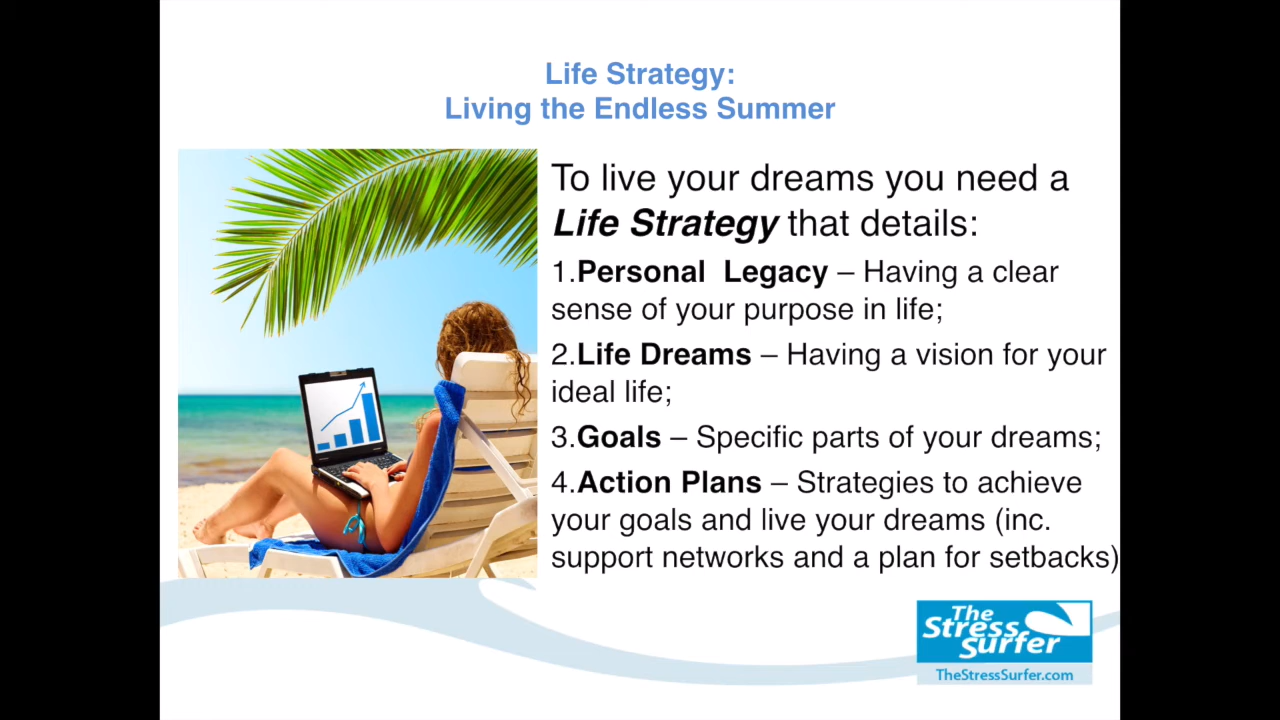 Life Strategy:
Living the Endless Summer
To live your dreams you need a
Life Strategy that details:
1.Personal  Legacy – Having a clear
sense of your purpose in life;
2.Life Dreams – Having a vision for your
ideal life;
3.Goals – Specific parts of your dreams;
4.Action Plans – Strategies to achieve
your goals and live your dreams (inc.
support networks and a plan for setbacks)
The
Stress
Surfer
TheStressSurfer.com